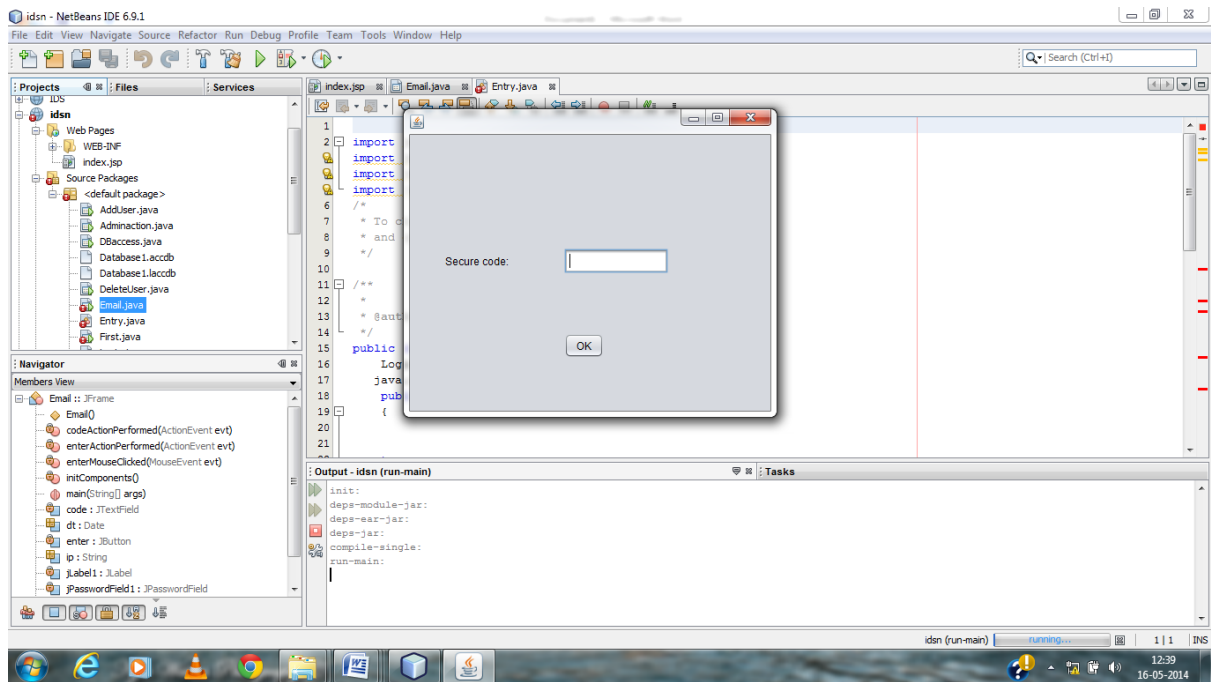 idsn - NetBeans IDE 6.9.1
File Edit View Navigate Source Refactor Run Debug Profile Team Tools Window Help
Search (Ctrl+I)
Projects Files Services
index.jsp Email.java Entry.java
IDS
idsn
Web Pages
WEB-INF
index.jsp
Source Packages
<default package>
AddUser.java
Adminaction.java
DBaccess.java
Database1.accdb
Database1.laccdb
DeleteUser.java
Email.java
Entry.java
First.java
1
2 import
import
import
import
6 /*
7 * To c
8 * and
9 */
10
11 /**
12 *
13 * @aut
14 */
15 public
16 Log
17 java
18 pub
19 {
20
21
Secure code:
OK
Navigator
Members View
Email :: JFrame
Email()
codeActionPerformed(ActionEvent evt)
enterActionPerformed(ActionEvent evt)
enterMouseClicked(MouseEvent evt)
initComponents()
main(String[] args)
code : JTextField
dt : Date
enter : JButton
ip : String
jLabel1 : JLabel
jPasswordField1 : JPasswordField
Output - idsn (run-main) Tasks
init:
deps-module-jar:
deps-ear-jar:
deps-jar:
compile-single:
run-main:
idsn (run-main) running... 1 | 1 INS
12:39
16-05-2014